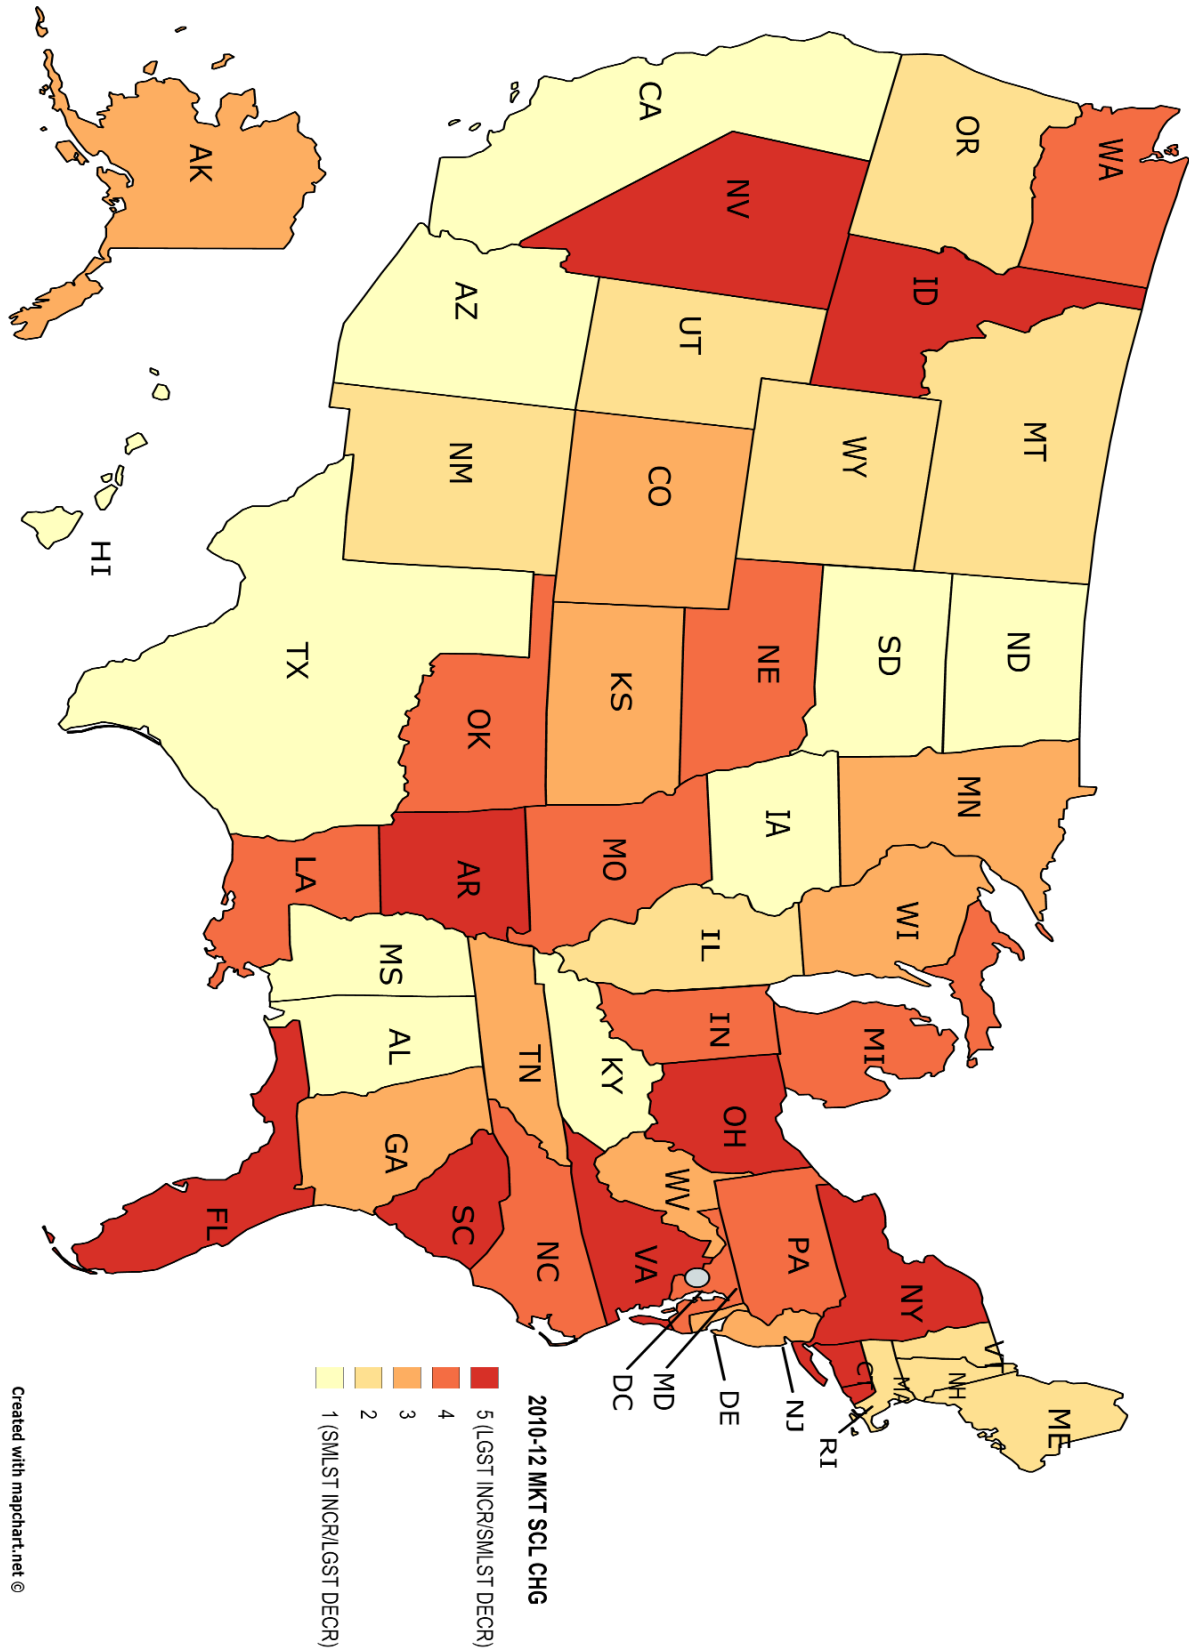 WA
OR
CA
NV
ID
MT
WY
UT
AZ
CO
NM
ND
SD
NE
KS
OK
TX
MN
IA
MO
AR
LA
WI
IL
MI
IN
OH
KY
TN
MS
AL
GA
FL
SC
NC
VA
WV
PA
NY
VT
NH
ME
MA
CT
RI
NJ
DE
MD
DC
AK
HI
2010-12 MKT SCL CHG
5 (LGST INCR/SMLST DECR)
4
3
2
1 (SMLST INCR/LGST DECR)
Created with mapchart.net ©